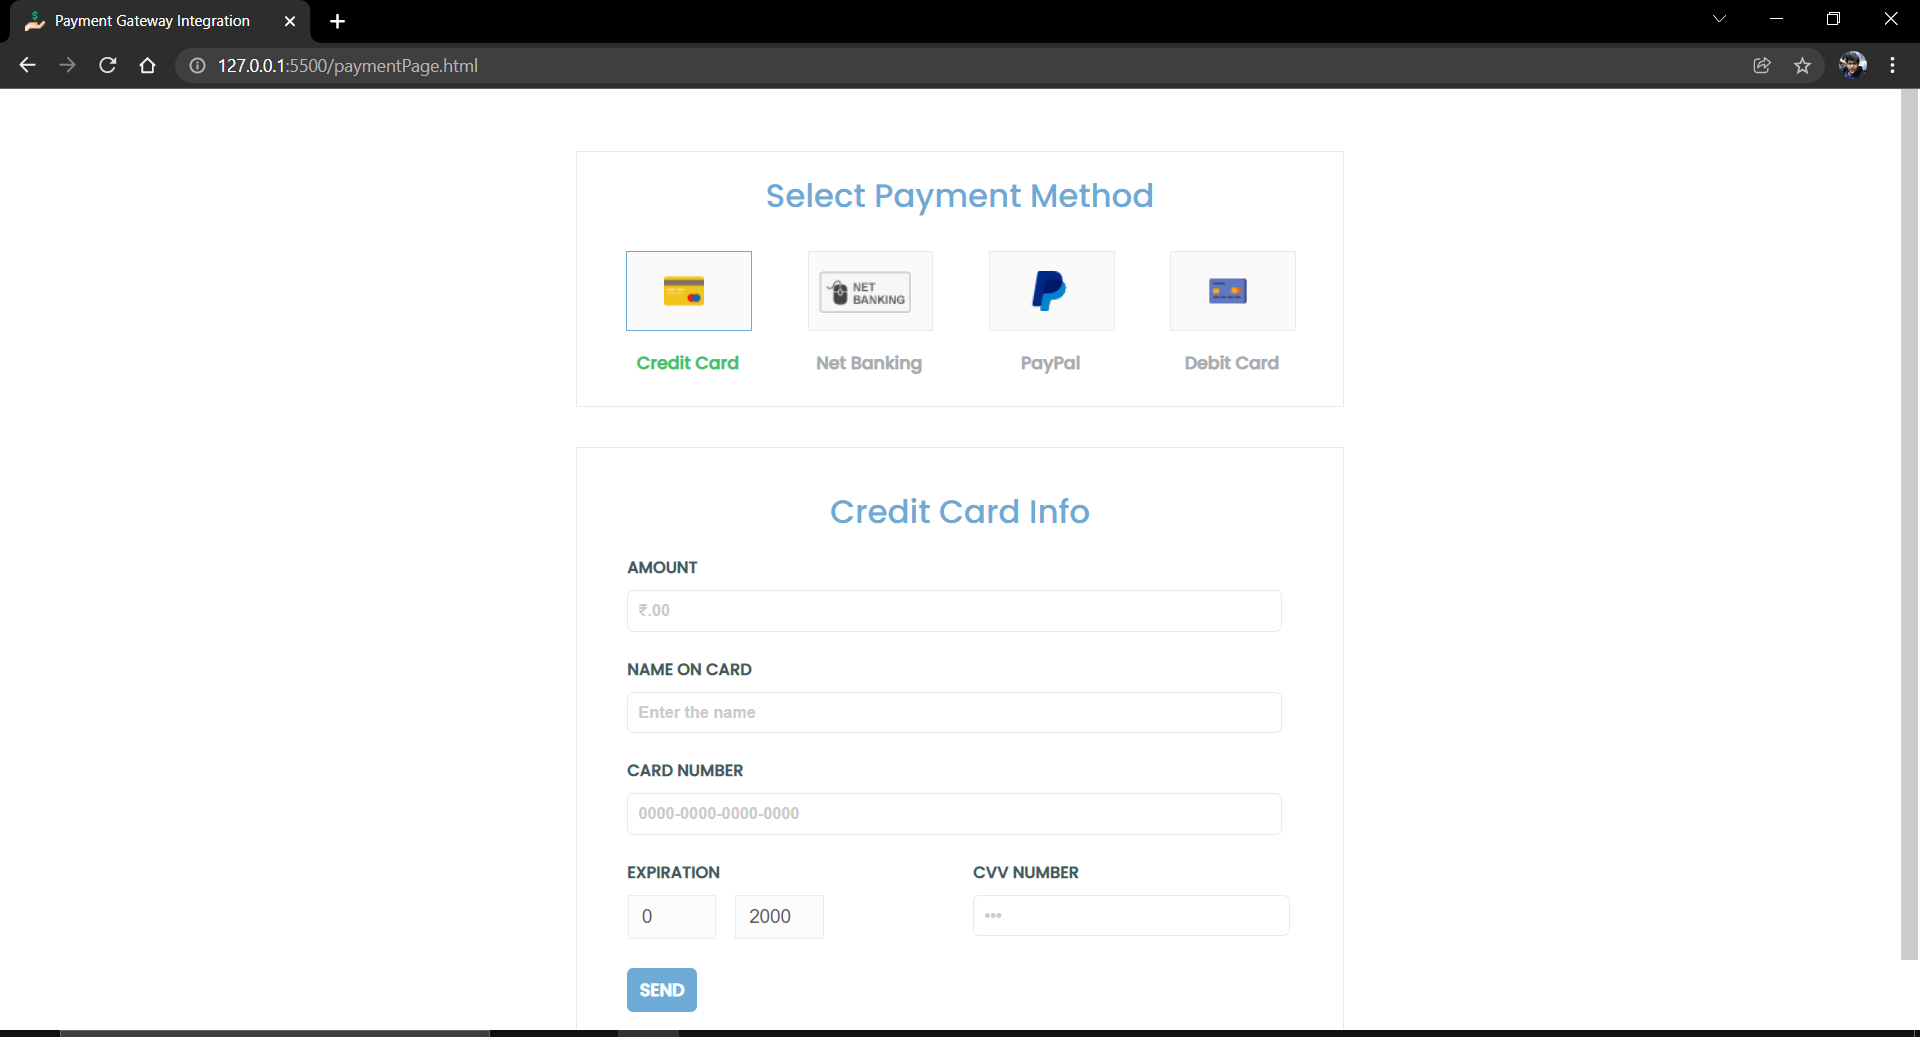 Payment Gateway Integration
127.0.0.1:5500/paymentPage.html
Select Payment Method
NET
BANKING
Credit Card Net Banking PayPal Debit Card
Credit Card Info
AMOUNT
₹.00
NAME ON CARD
Enter the name
CARD NUMBER
0000-0000-0000-0000
EXPIRATION CVV NUMBER
0 2000 •••
SEND